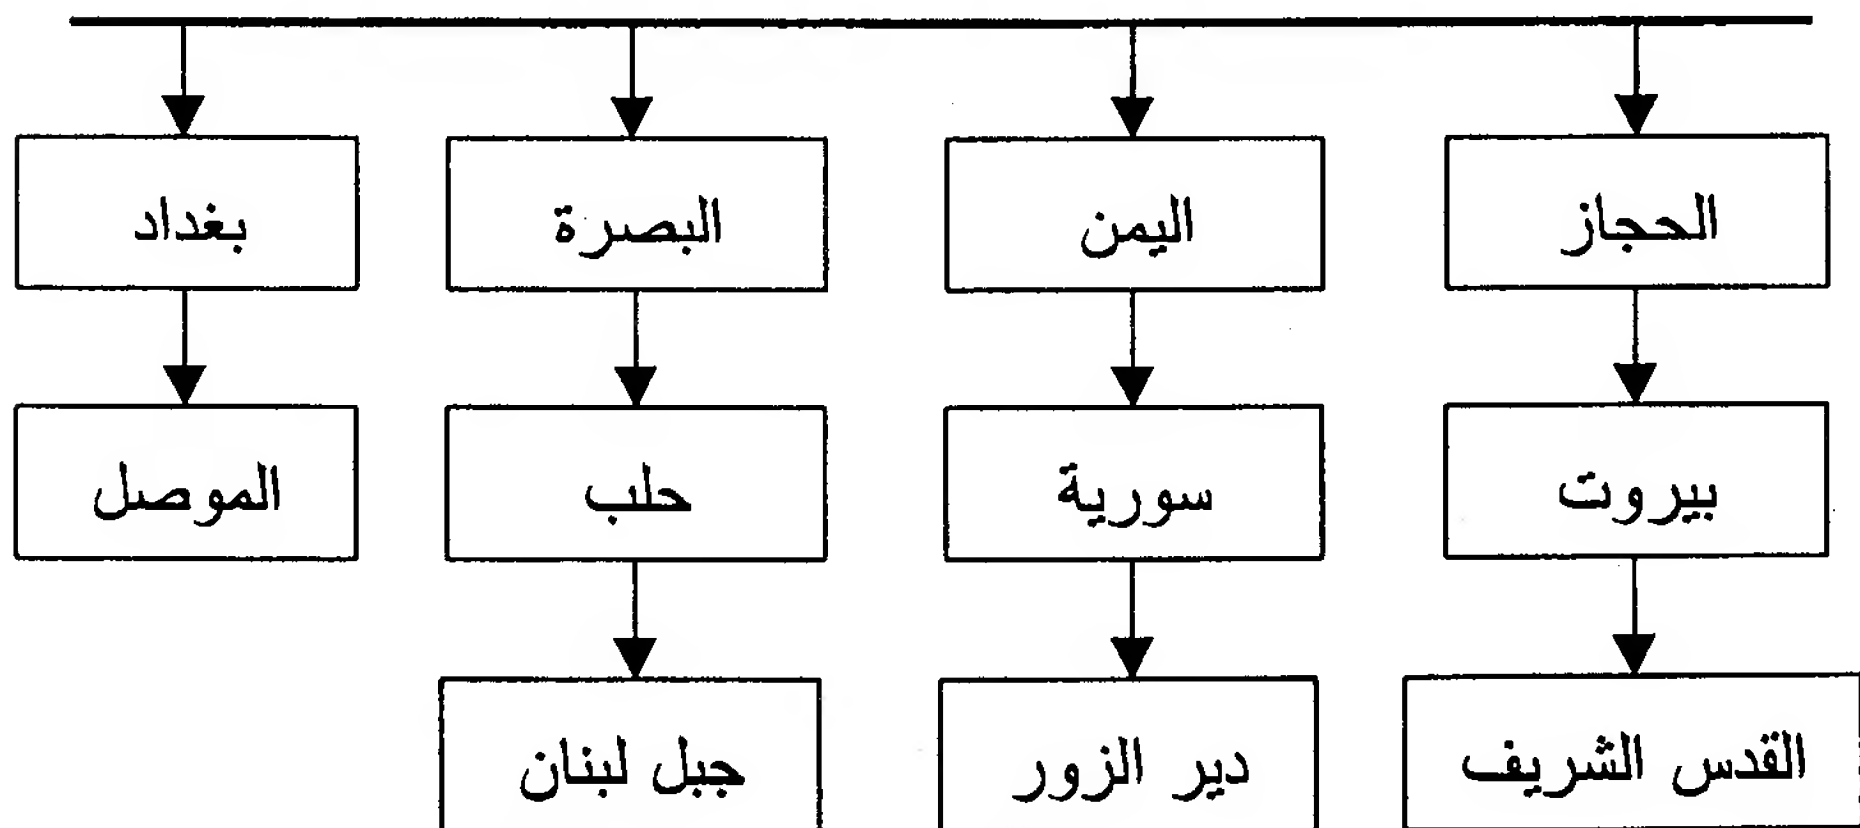 الحجاز
اليمن
البصرة
بغداد
بيروت
سورية
حلب
الموصل
القدس الشريف
دير الزور
جبل لبنان